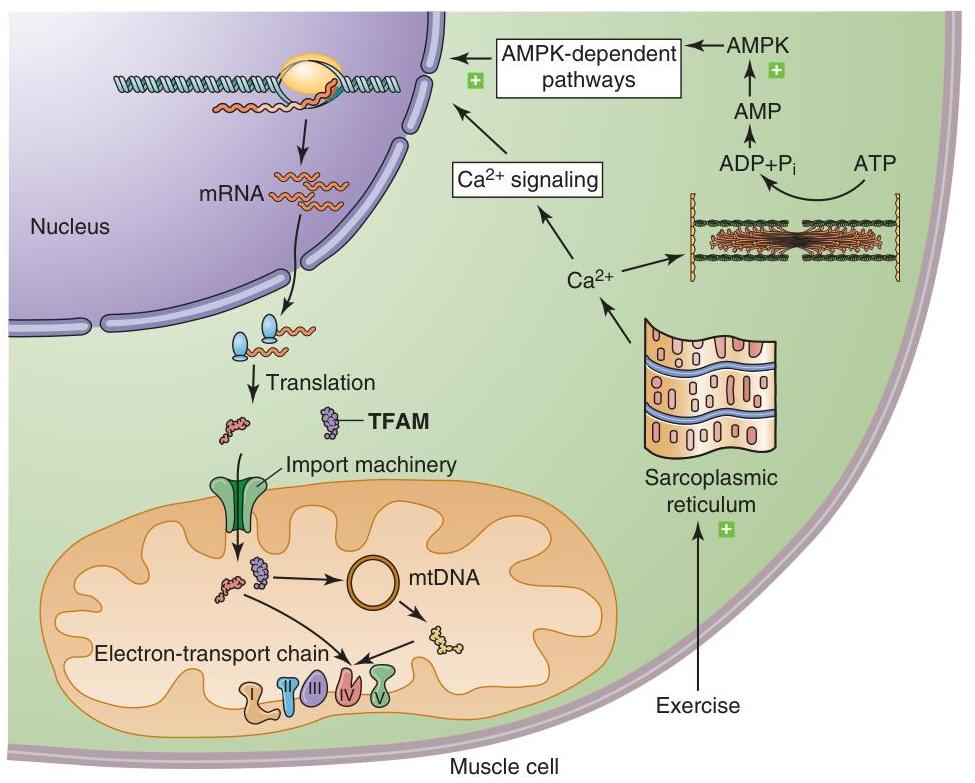 AMPK-dependent
pathways
AMPK
+
+
AMP
ADP+Pi
ATP
Ca2+ signaling
mRNA
Nucleus
Ca2+
Translation
TFAM
Import machinery
Sarcoplasmic
reticulum
+
mtDNA
Electron-transport chain
I
II
III
IV
V
Exercise
Muscle cell